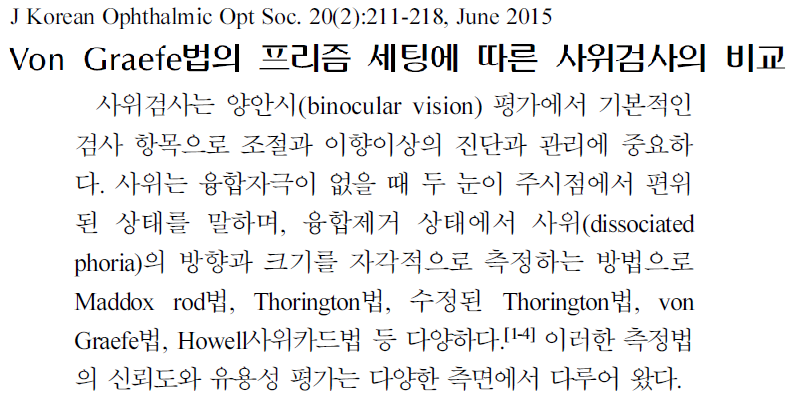 J Korean Ophthalmic Opt Soc. 20(2):211-218, June 2015
Von Graefe법의 프리즘 세팅에 따른 사위검사의 비교
사위검사는 양안시(binocular vision) 평가에서 기본적인
검사 항목으로 조절과 이향이상의 진단과 관리에 중요하
다. 사위는 융합자극이 없을 때 두 눈이 주시점에서 편위
된 상태를 말하며, 융합제거 상태에서 사위(dissociated
phoria)의 방향과 크기를 자각적으로 측정하는 방법으로
Maddox rod법, Thorington법, 수정된 Thorington법, von
Graefe법, Howell사위카드법 등 다양하다.[1-4] 이러한 측정법
의 신뢰도와 유용성 평가는 다양한 측면에서 다루어 왔다.